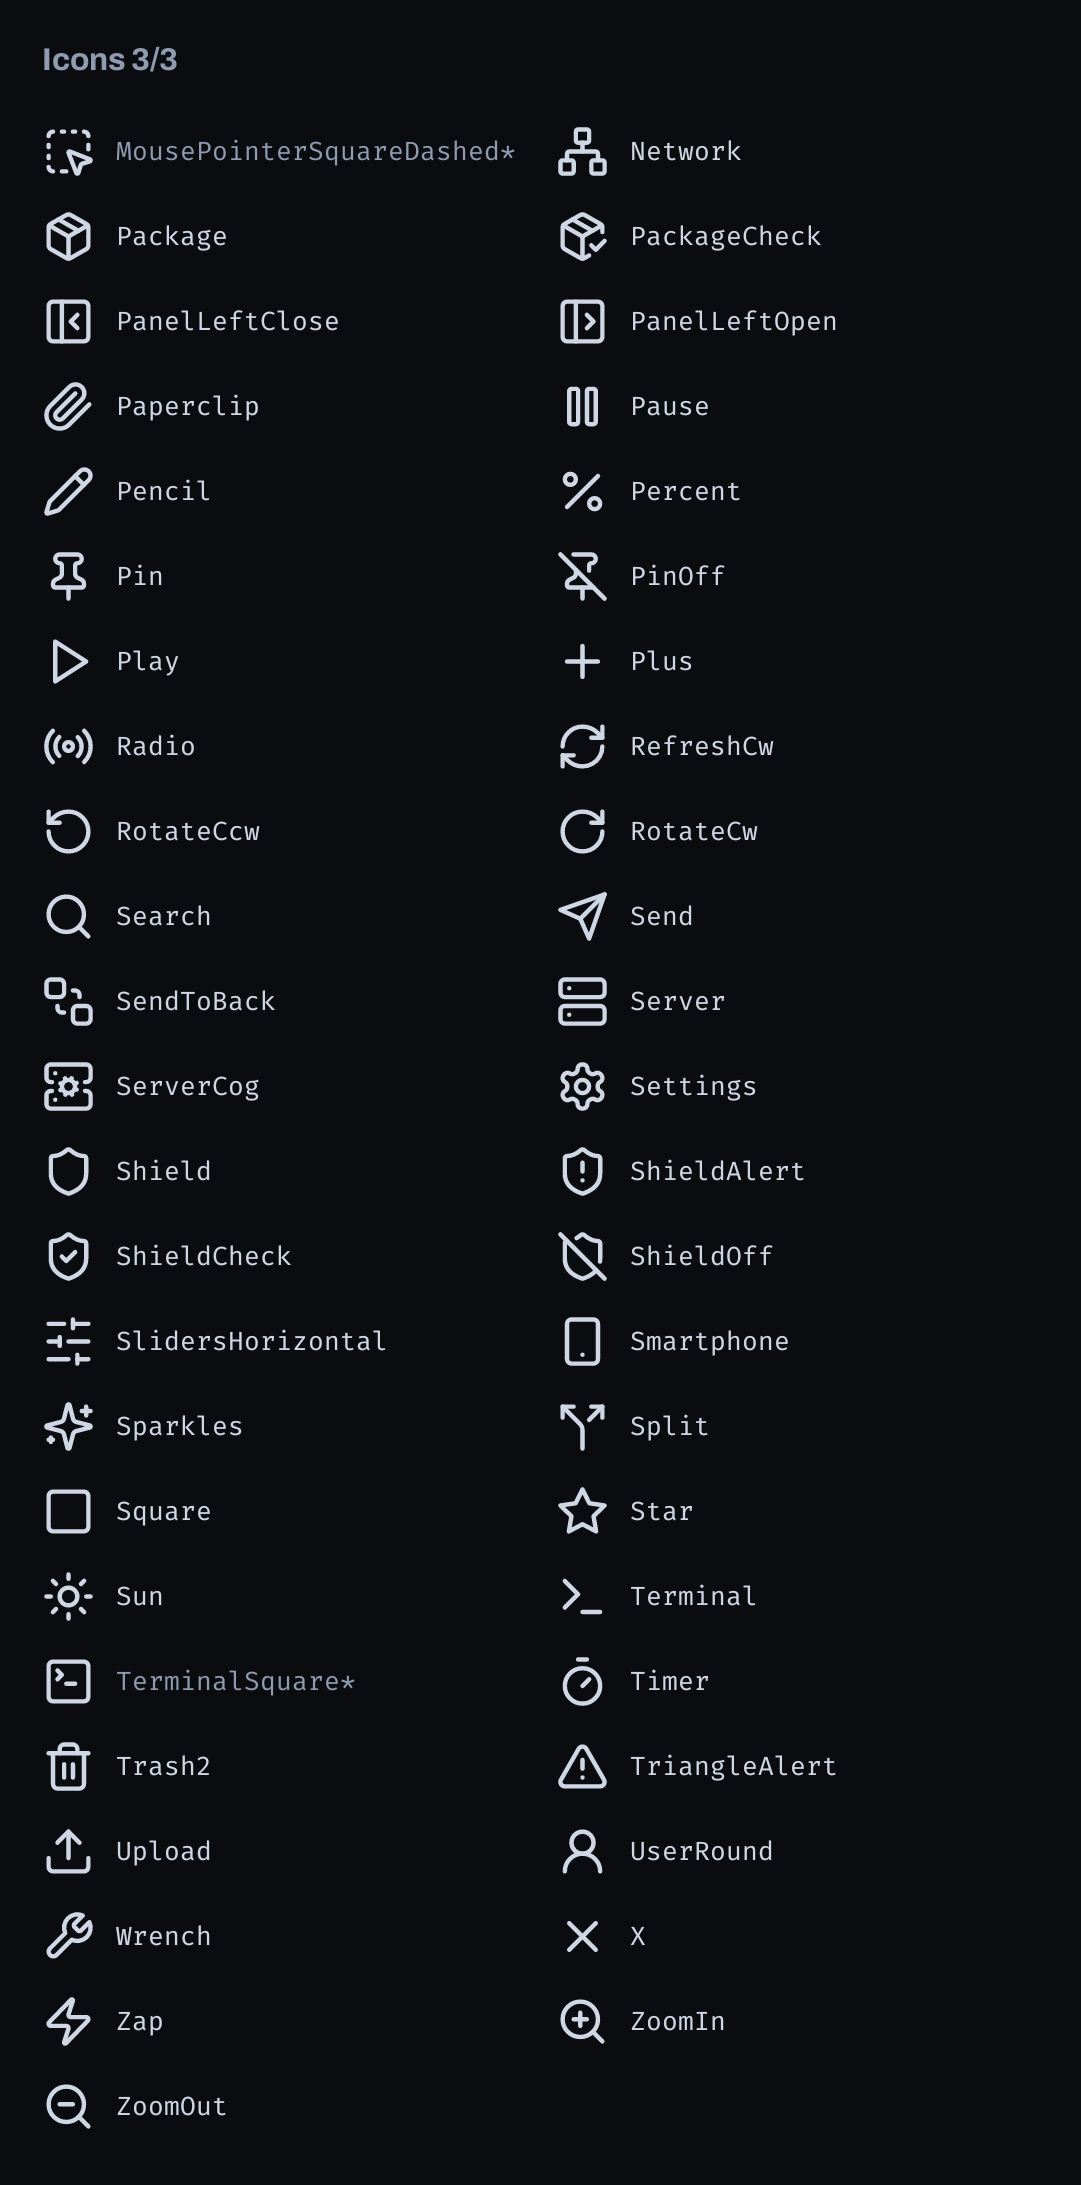 Icons 3/3
MousePointerSquareDashed*
Network
Package
PackageCheck
PanelLeftClose
PanelLeftOpen
Paperclip
Pause
Pencil
Percent
Pin
PinOff
Play
Plus
Radio
RefreshCw
RotateCcw
RotateCw
Search
Send
SendToBack
Server
ServerCog
Settings
Shield
ShieldAlert
ShieldCheck
ShieldOff
SlidersHorizontal
Smartphone
Sparkles
Split
Square
Star
Sun
Terminal
TerminalSquare*
Timer
Trash2
TriangleAlert
Upload
UserRound
Wrench
X
Zap
ZoomIn
ZoomOut